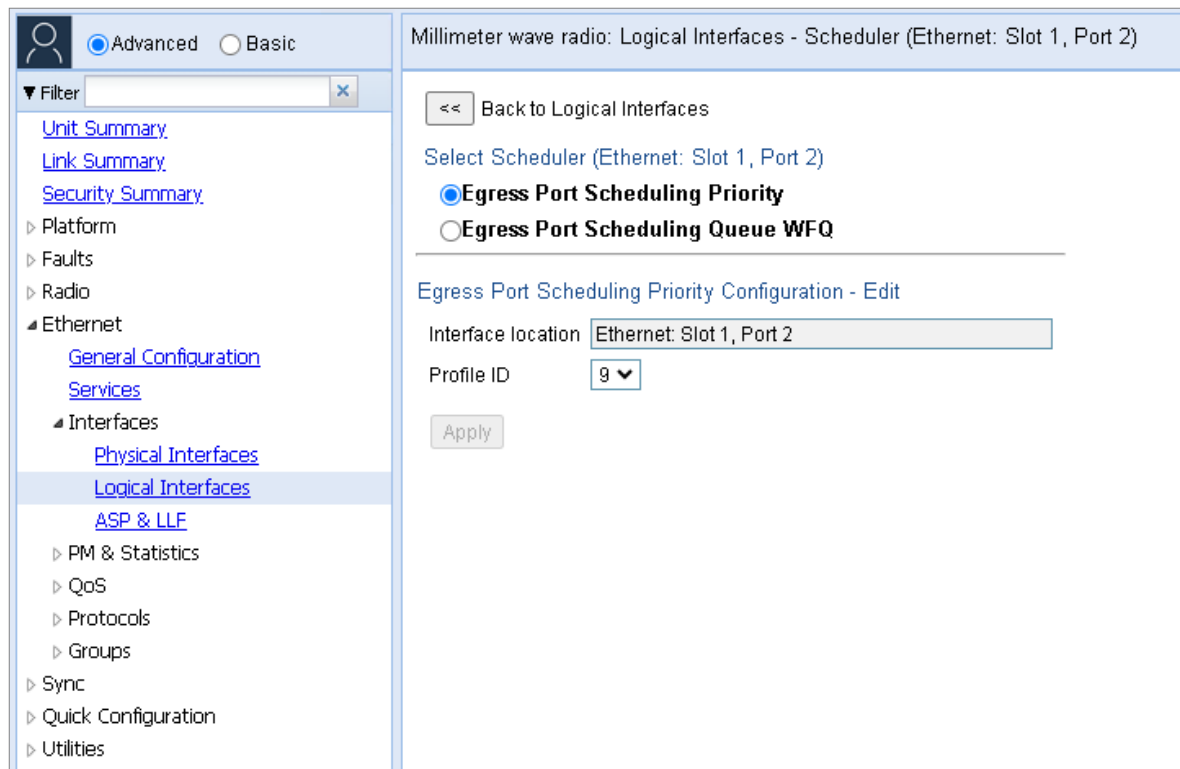 Advanced Basic
Filter
Unit Summary
Link Summary
Security Summary
Platform
Faults
Radio
Ethernet
General Configuration
Services
Interfaces
Physical Interfaces
Logical Interfaces
ASP & LLF
PM & Statistics
QoS
Protocols
Groups
Sync
Quick Configuration
Utilities
Millimeter wave radio: Logical Interfaces - Scheduler (Ethernet: Slot 1, Port 2)
<< Back to Logical Interfaces
Select Scheduler (Ethernet: Slot 1, Port 2)
Egress Port Scheduling Priority
Egress Port Scheduling Queue WFQ
Egress Port Scheduling Priority Configuration - Edit
Interface location Ethernet: Slot 1, Port 2
Profile ID 9
Apply